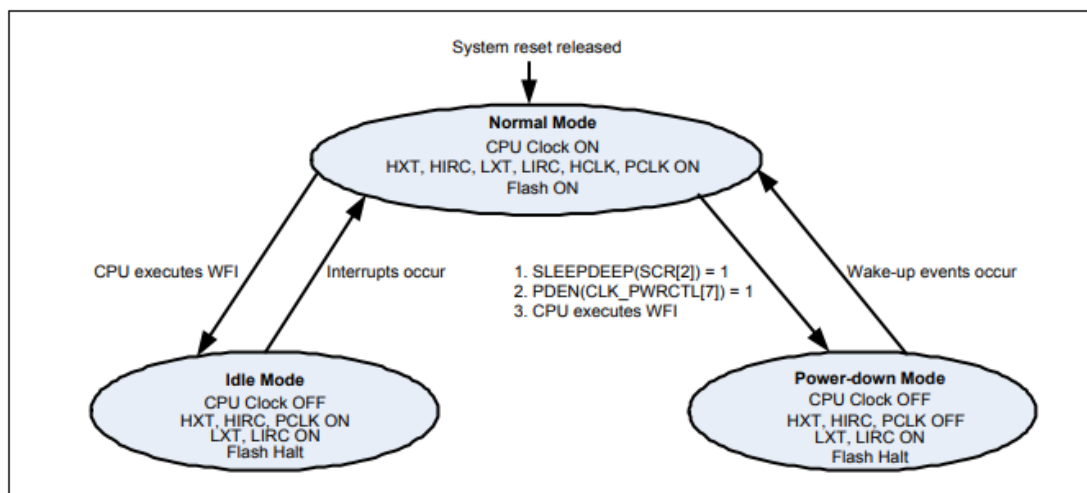 System reset released
Normal Mode
CPU Clock ON
HXT, HIRC, LXT, LIRC, HCLK, PCLK ON
Flash ON
CPU executes WFI
Interrupts occur
1. SLEEPDEEP(SCR[2]) = 1
2. PDEN(CLK_PWRCTL[7]) = 1
3. CPU executes WFI
Wake-up events occur
Idle Mode
CPU Clock OFF
HXT, HIRC, PCLK ON
LXT, LIRC ON
Flash Halt
Power-down Mode
CPU Clock OFF
HXT, HIRC, PCLK OFF
LXT, LIRC ON
Flash Halt